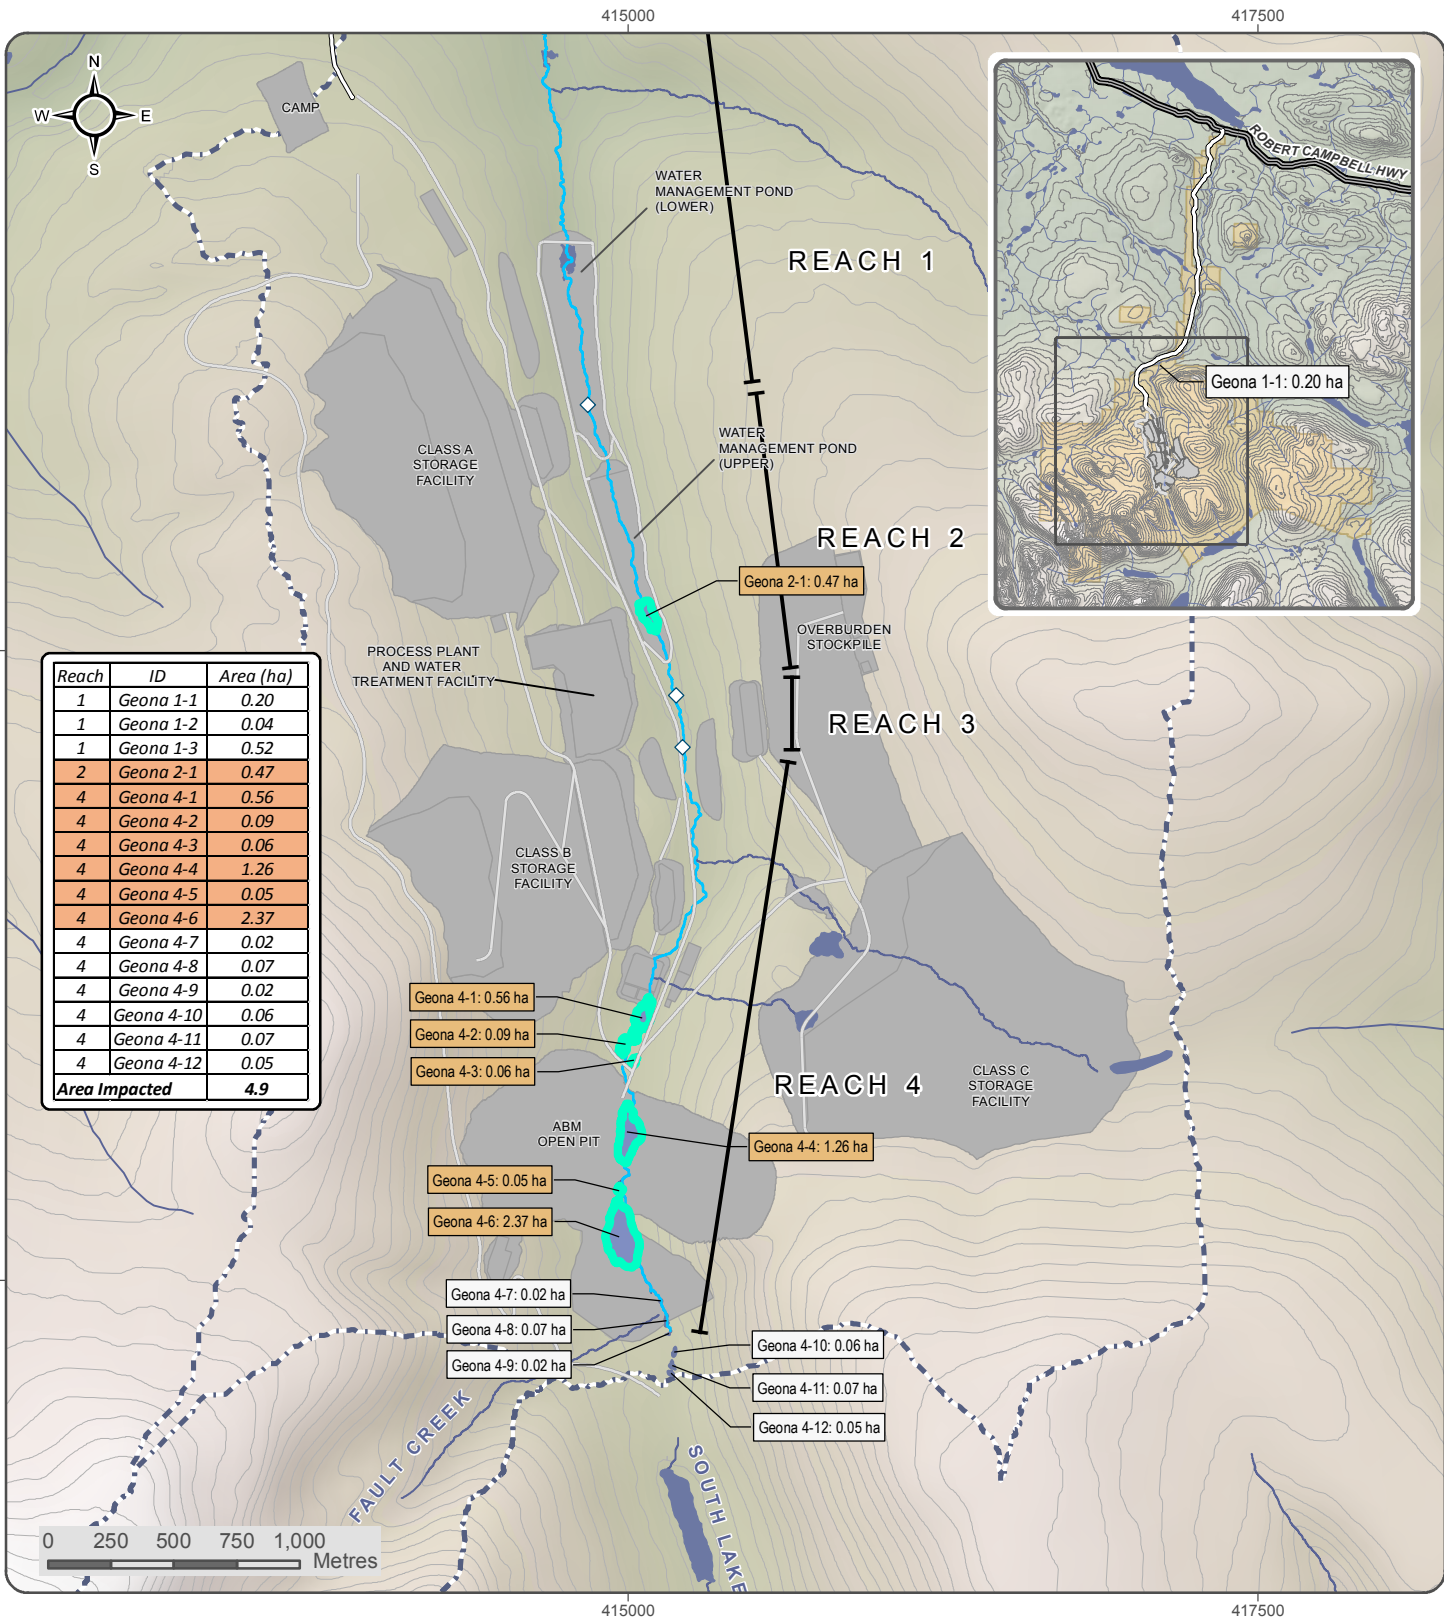 415000
417500
N
W
E
S
CAMP
WATER
MANAGEMENT POND
(LOWER)
REACH 1
ROBERT CAMPBELL HWY
Geona 1-1: 0.20 ha
CLASS A
STORAGE
FACILITY
WATER
MANAGEMENT POND
(UPPER)
REACH 2
Geona 2-1: 0.47 ha
OVERBURDEN
STOCKPILE
PROCESS PLANT
AND WATER
TREATMENT FACILITY
REACH 3
Reach ID Area (ha)
1 Geona 1-1 0.20
1 Geona 1-2 0.04
1 Geona 1-3 0.52
2 Geona 2-1 0.47
4 Geona 4-1 0.56
4 Geona 4-2 0.09
4 Geona 4-3 0.06
4 Geona 4-4 1.26
4 Geona 4-5 0.05
4 Geona 4-6 2.37
4 Geona 4-7 0.02
4 Geona 4-8 0.07
4 Geona 4-9 0.02
4 Geona 4-10 0.06
4 Geona 4-11 0.07
4 Geona 4-12 0.05
Area Impacted 4.9
CLASS B
STORAGE
FACILITY
Geona 4-1: 0.56 ha
Geona 4-2: 0.09 ha
Geona 4-3: 0.06 ha
REACH 4
CLASS C
STORAGE
FACILITY
ABM
OPEN PIT
Geona 4-4: 1.26 ha
Geona 4-5: 0.05 ha
Geona 4-6: 2.37 ha
Geona 4-7: 0.02 ha
Geona 4-8: 0.07 ha
Geona 4-9: 0.02 ha
Geona 4-10: 0.06 ha
Geona 4-11: 0.07 ha
Geona 4-12: 0.05 ha
FAULT CREEK
SOUTH LAKE
0 250 500 750 1,000
Metres
415000
417500